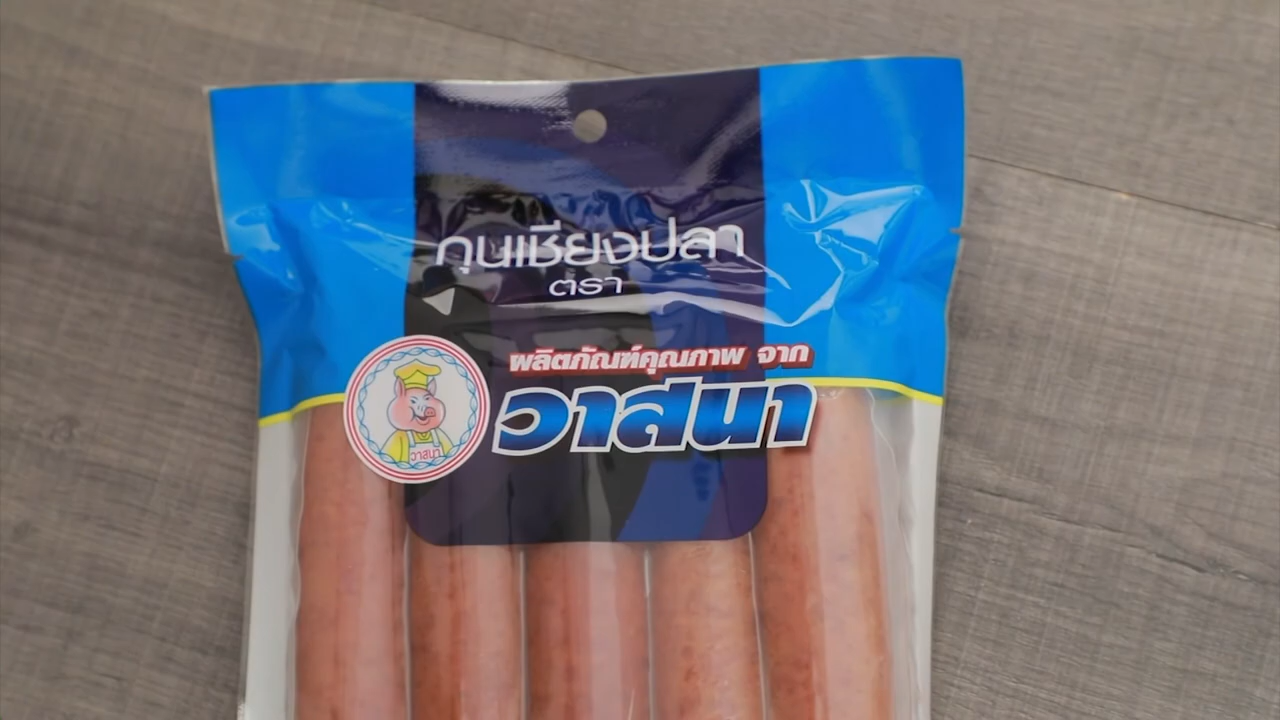 กุนเชียงปลา
ตรา
ผลิตภัณฑ์คุณภาพ จาก
วาสนา
วาสนา